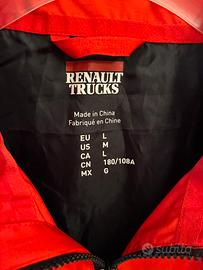 RENAULT
TRUCKS
Made in China
Fabriqué en Chine
EU L
US M
CA L
CN 180/108A
MX G
subito